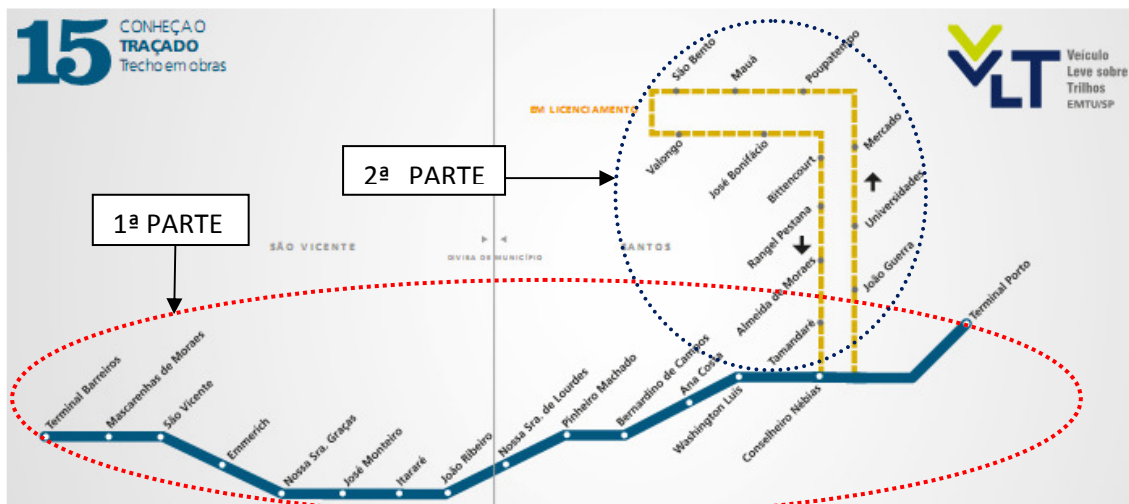 15
CONHEÇA O
TRAÇADO
Trecho em obras
VLT
Veículo
Leve sobre
Trilhos
EMTU/SP
EM LICENCIAMENTO
São Bento
Mauá
Poupatempo
Mercado
Universidades
João Guerra
Valongo
José Bonifácio
Bittencourt
Rangel Pestana
Almeida de Moraes
Tamandaré
2ª PARTE
1ª PARTE
SÃO VICENTE
DIVISA DE MUNICÍPIO
SANTOS
Terminal Barreiros
Mascarenhas de Moraes
São Vicente
Emmerich
Nossa Sra. Graças
José Monteiro
Itararé
João Ribeiro
Nossa Sra. de Lourdes
Pinheiro Machado
Bernardino de Campos
Ana Costa
Washington Luís
Conselheiro Nébias
Terminal Porto